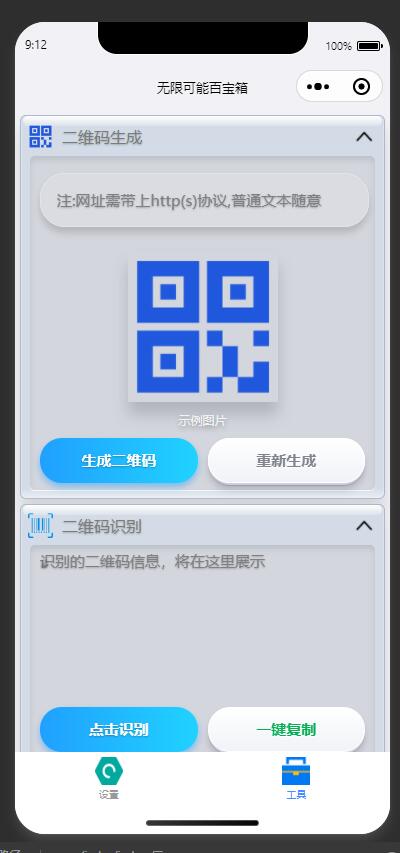 9:12
100%
无限可能百宝箱
二维码生成
注:网址需带上http(s)协议,普通文本随意
示例图片
生成二维码
重新生成
二维码识别
识别的二维码信息，将在这里展示
点击识别
一键复制
设置
工具